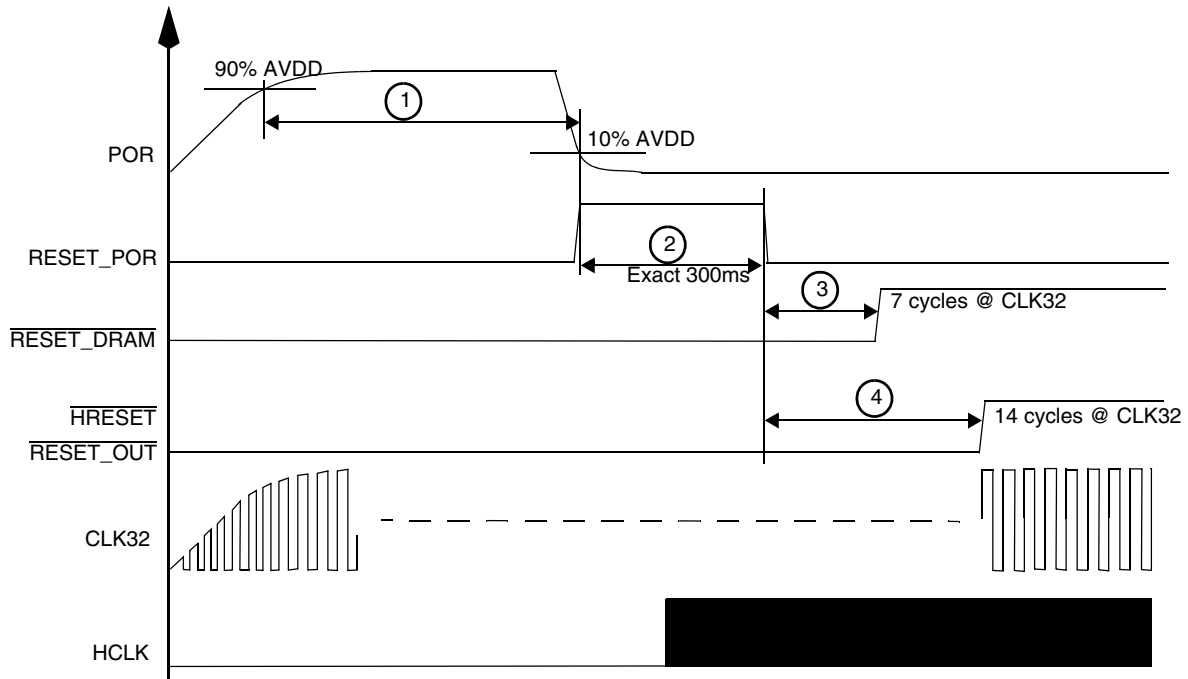 90% AVDD
1
10% AVDD
POR
2
RESET_POR
Exact 300ms
3
7 cycles @ CLK32
RESET_DRAM
4
HRESET
14 cycles @ CLK32
RESET_OUT
CLK32
HCLK